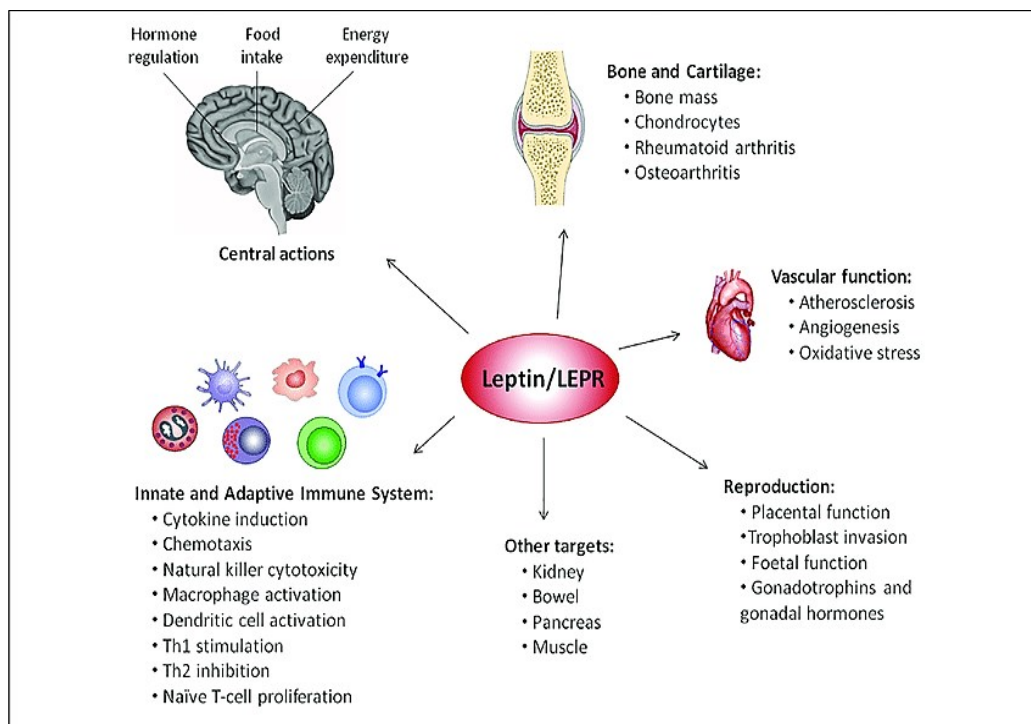 Hormone regulation
Food intake
Energy expenditure
Central actions
Bone and Cartilage:
• Bone mass
• Chondrocytes
• Rheumatoid arthritis
• Osteoarthritis
Vascular function:
• Atherosclerosis
• Angiogenesis
• Oxidative stress
Leptin/LEPR
Innate and Adaptive Immune System:
• Cytokine induction
• Chemotaxis
• Natural killer cytotoxicity
• Macrophage activation
• Dendritic cell activation
• Th1 stimulation
• Th2 inhibition
• Naïve T-cell proliferation
Other targets:
• Kidney
• Bowel
• Pancreas
• Muscle
Reproduction:
• Placental function
•Trophoblast invasion
• Foetal function
• Gonadotrophins and
gonadal hormones